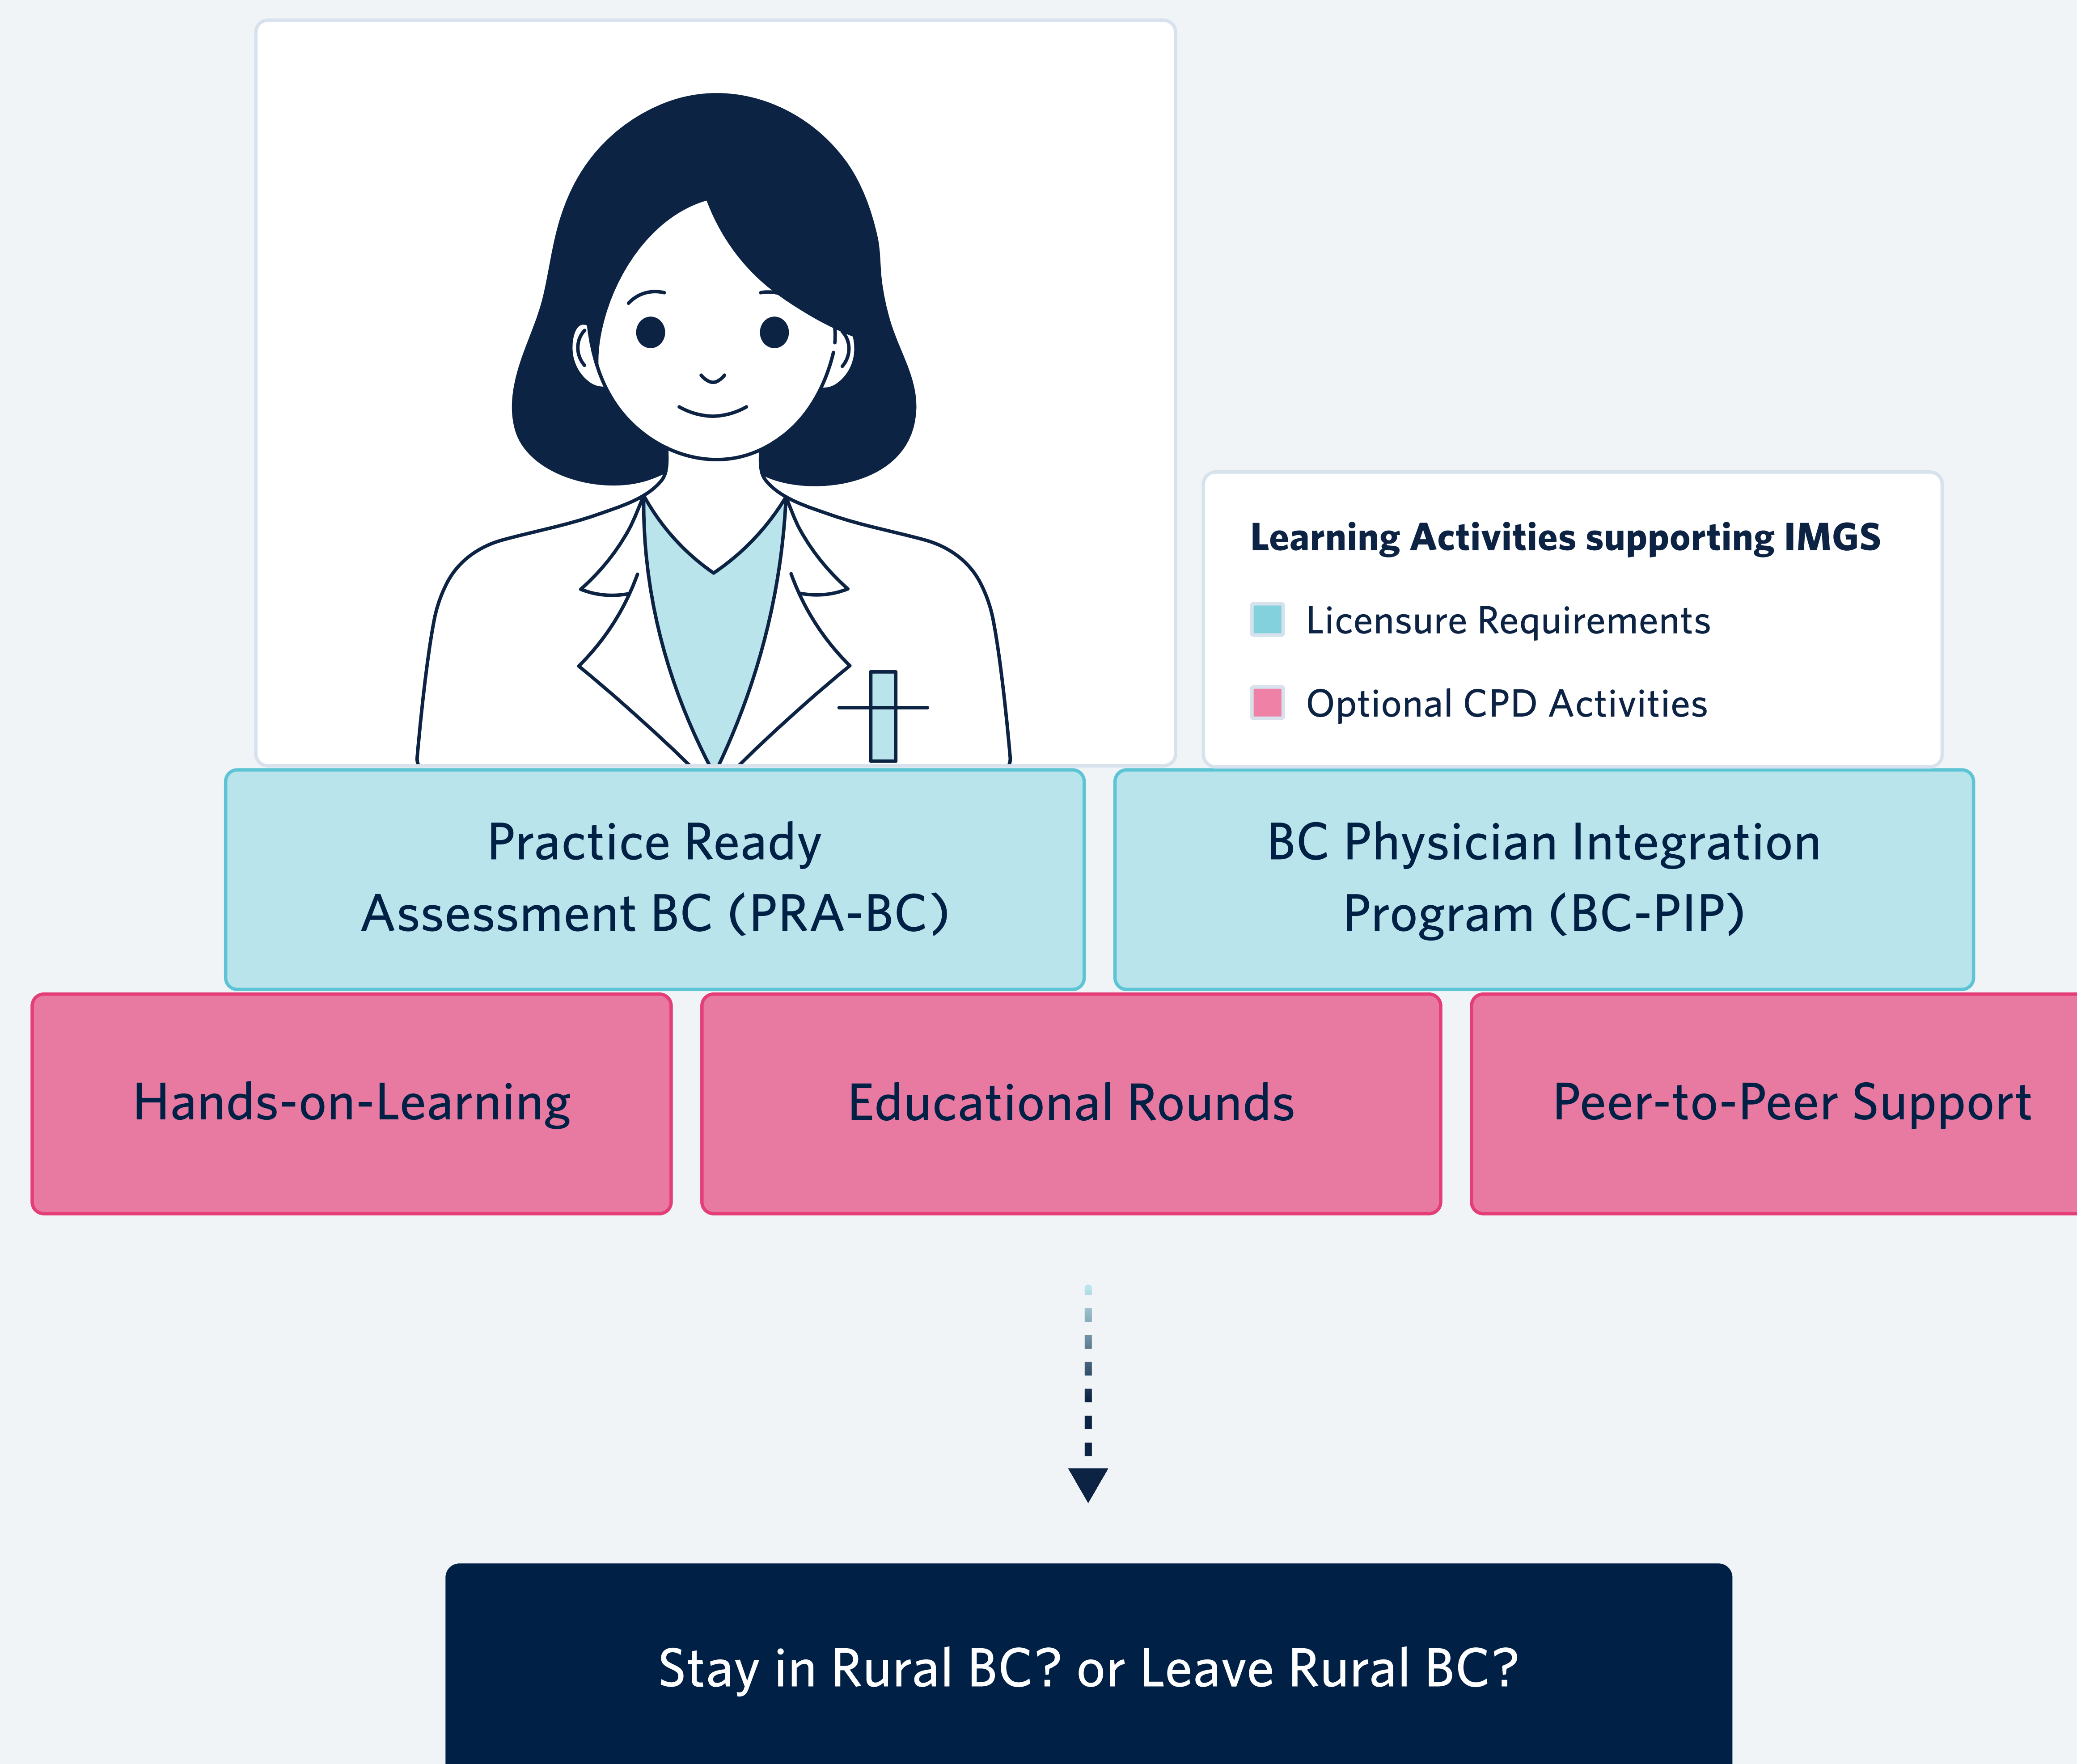 Learning Activities supporting IMGS
Licensure Requirements
Optional CPD Activities
Practice Ready
Assessment BC (PRA-BC)
BC Physician Integration
Program (BC-PIP)
Hands-on-Learning
Educational Rounds
Peer-to-Peer Support
Stay in Rural BC? or Leave Rural BC?